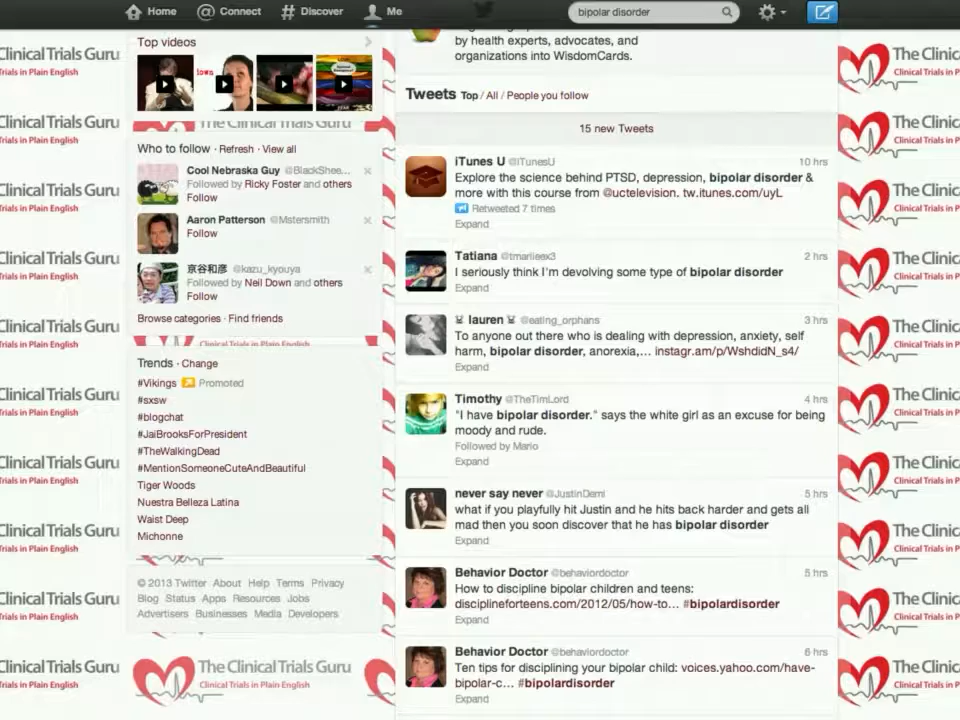 Home
Connect
Discover
Me
bipolar disorder
Top videos
Who to follow · Refresh · View all
Cool Nebraska Guy @BlackShee...
Followed by Ricky Foster and others
Follow
Aaron Patterson @Mstersmith
Follow
京谷和彦 @kazu_kyouya
Followed by Neil Down and others
Follow
Browse categories · Find friends
Trends · Change
#Vikings Promoted
#sxsw
#blogchat
#JaiBrooksForPresident
#TheWalkingDead
#MentionSomeoneCuteAndBeautiful
Tiger Woods
Nuestra Belleza Latina
Waist Deep
Michonne
© 2013 Twitter About Help Terms Privacy
Blog Status Apps Resources Jobs
Advertisers Businesses Media Developers
by health experts, advocates, and
organizations into WisdomCards.
Tweets Top / All / People you follow
15 new Tweets
iTunes U @iTunesU 10 hrs
Explore the science behind PTSD, depression, bipolar disorder &
more with this course from @uctelevision. tw.itunes.com/uyL
Retweeted 7 times
Expand
Tatiana @tmarlieex3 2 hrs
I seriously think I'm devolving some type of bipolar disorder
Expand
lauren @eating_orphans 3 hrs
To anyone out there who is dealing with depression, anxiety, self
harm, bipolar disorder, anorexia,... instagr.am/p/WshdidN_s4/
Expand
Timothy @TheTimLord 4 hrs
"I have bipolar disorder." says the white girl as an excuse for being
moody and rude.
Followed by Mario
Expand
never say never @JustinDemi 5 hrs
what if you playfully hit Justin and he hits back harder and gets all
mad then you soon discover that he has bipolar disorder
Expand
Behavior Doctor @behaviordoctor 5 hrs
How to discipline bipolar children and teens:
disciplineforteens.com/2012/05/how-to... #bipolardisorder
Expand
Behavior Doctor @behaviordoctor 6 hrs
Ten tips for disciplining your bipolar child: voices.yahoo.com/have-
bipolar-c... #bipolardisorder
Expand
The Clinical Trials Guru
Clinical Trials in Plain English